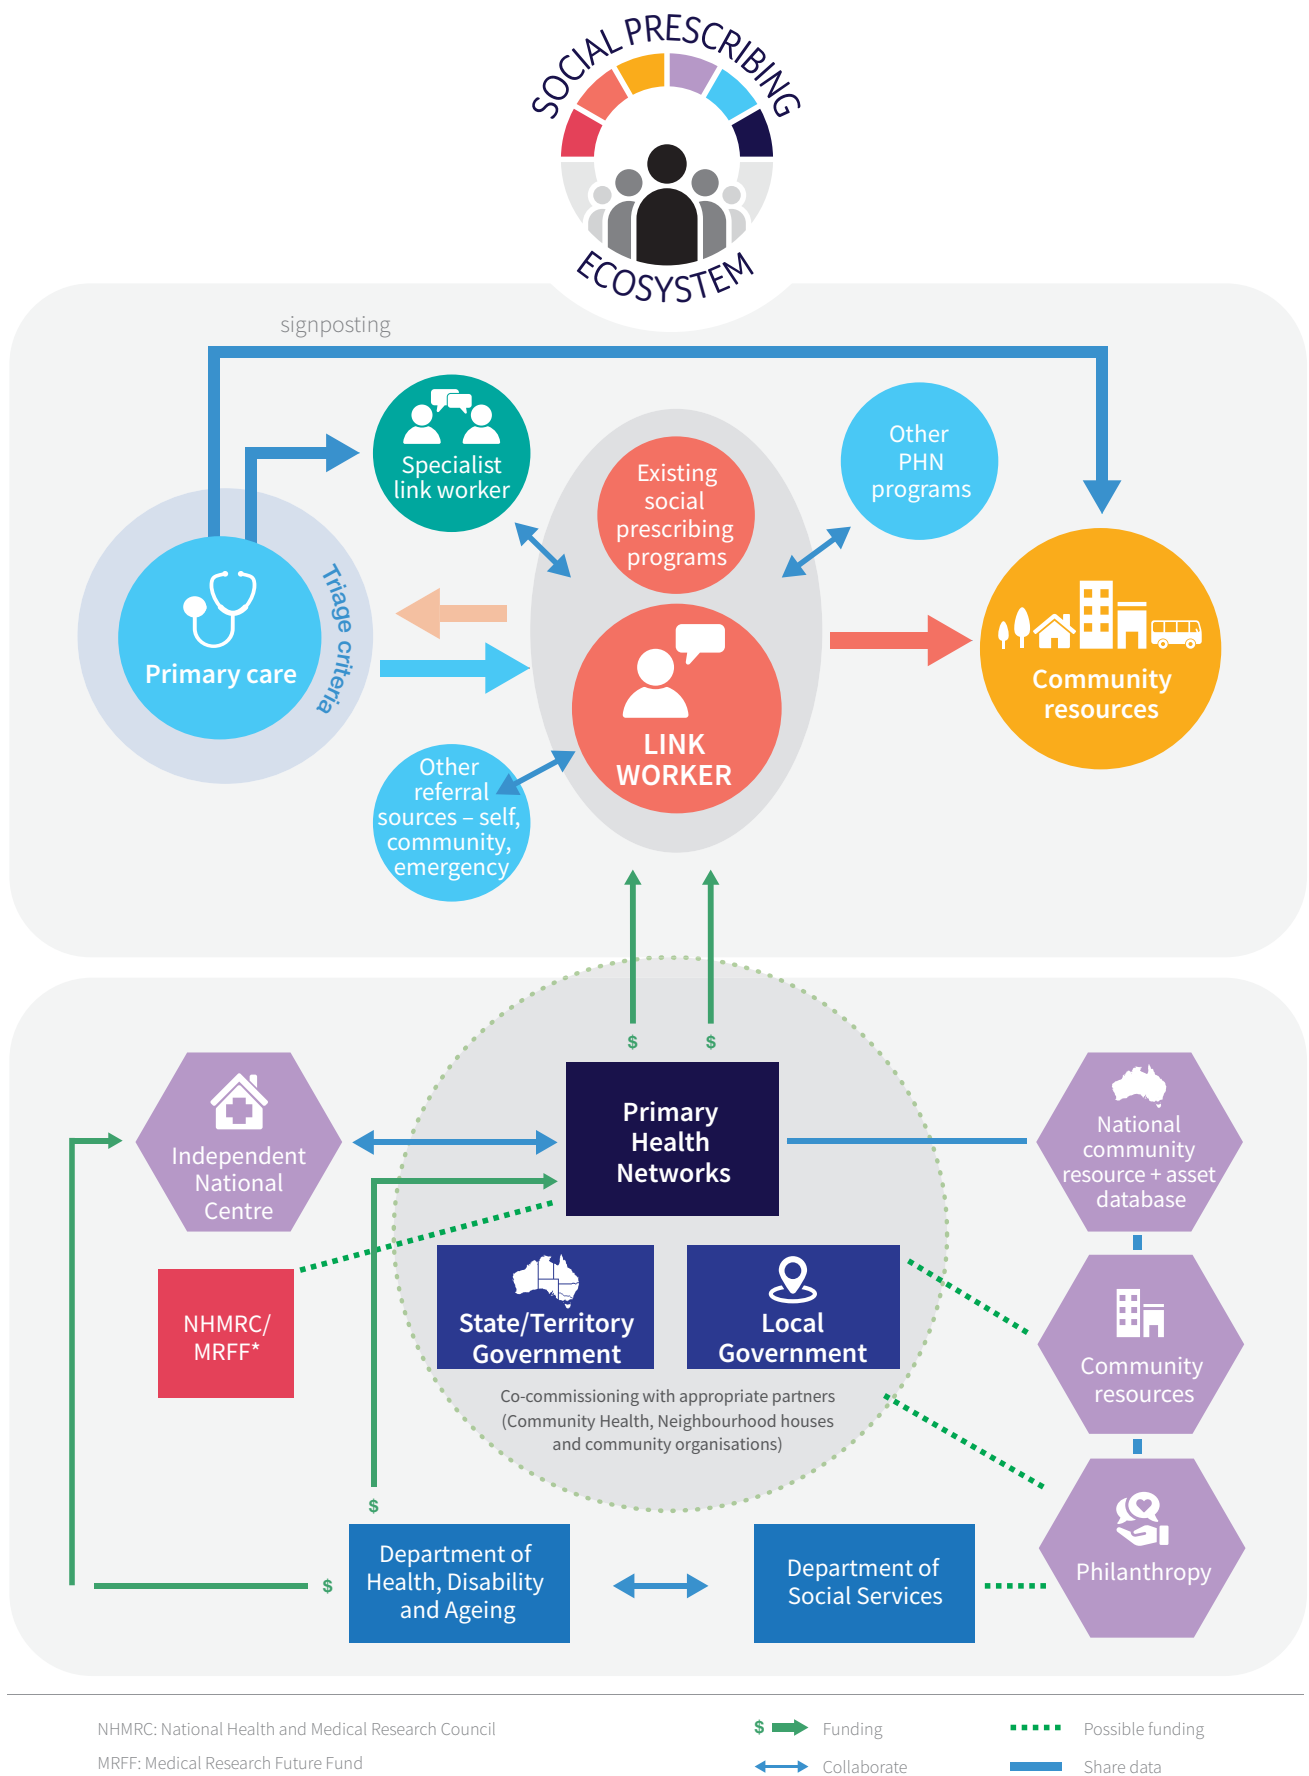 SOCIAL PRESCRIBING
ECOSYSTEM
signposting
Specialist
link worker
Existing
social
prescribing
programs
Other
PHN
programs
Triage criteria
Primary care
LINK
WORKER
Community
resources
Other
referral
sources – self,
community,
emergency
$ $
Primary
Health
Networks
Independent
National
Centre
National
community
resource + asset
database
NHMRC/
MRFF*
State/Territory
Government
Local
Government
Community
resources
Co-commissioning with appropriate partners
(Community Health, Neighbourhood houses
and community organisations)
$
Department of
Health, Disability
and Ageing
$
Department of
Social Services
Philanthropy
NHMRC: National Health and Medical Research Council
MRFF: Medical Research Future Fund
$ Funding
Possible funding
Collaborate
Share data